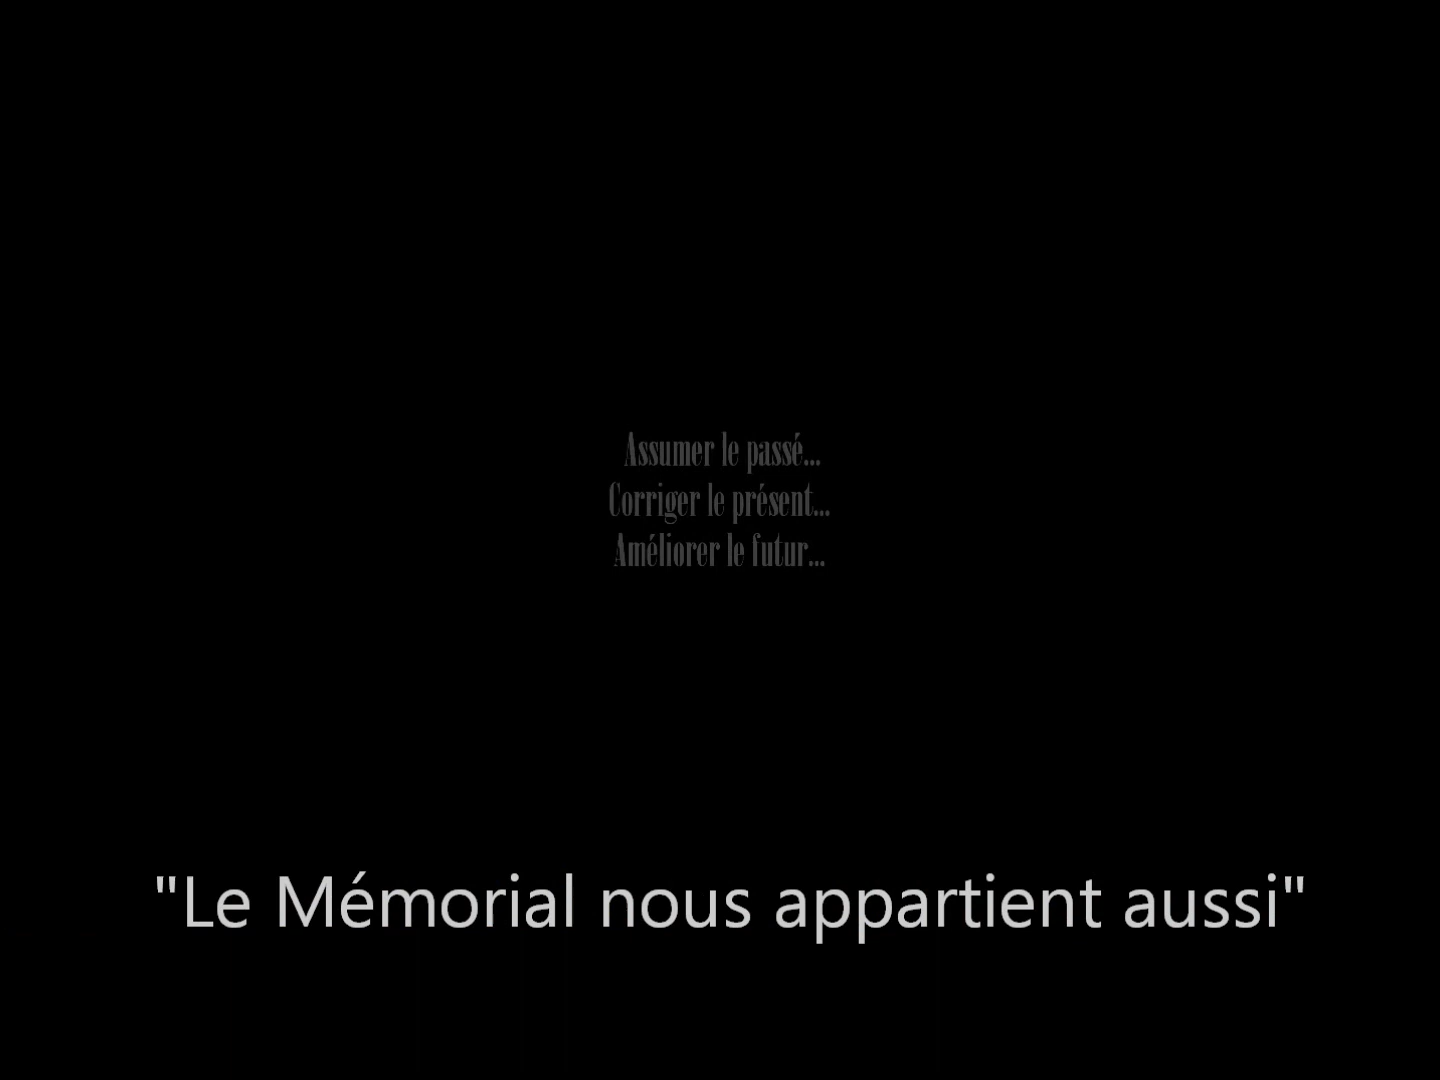 Assumer le passé...
Corriger le présent...
Améliorer le futur...
"Le Mémorial nous appartient aussi"